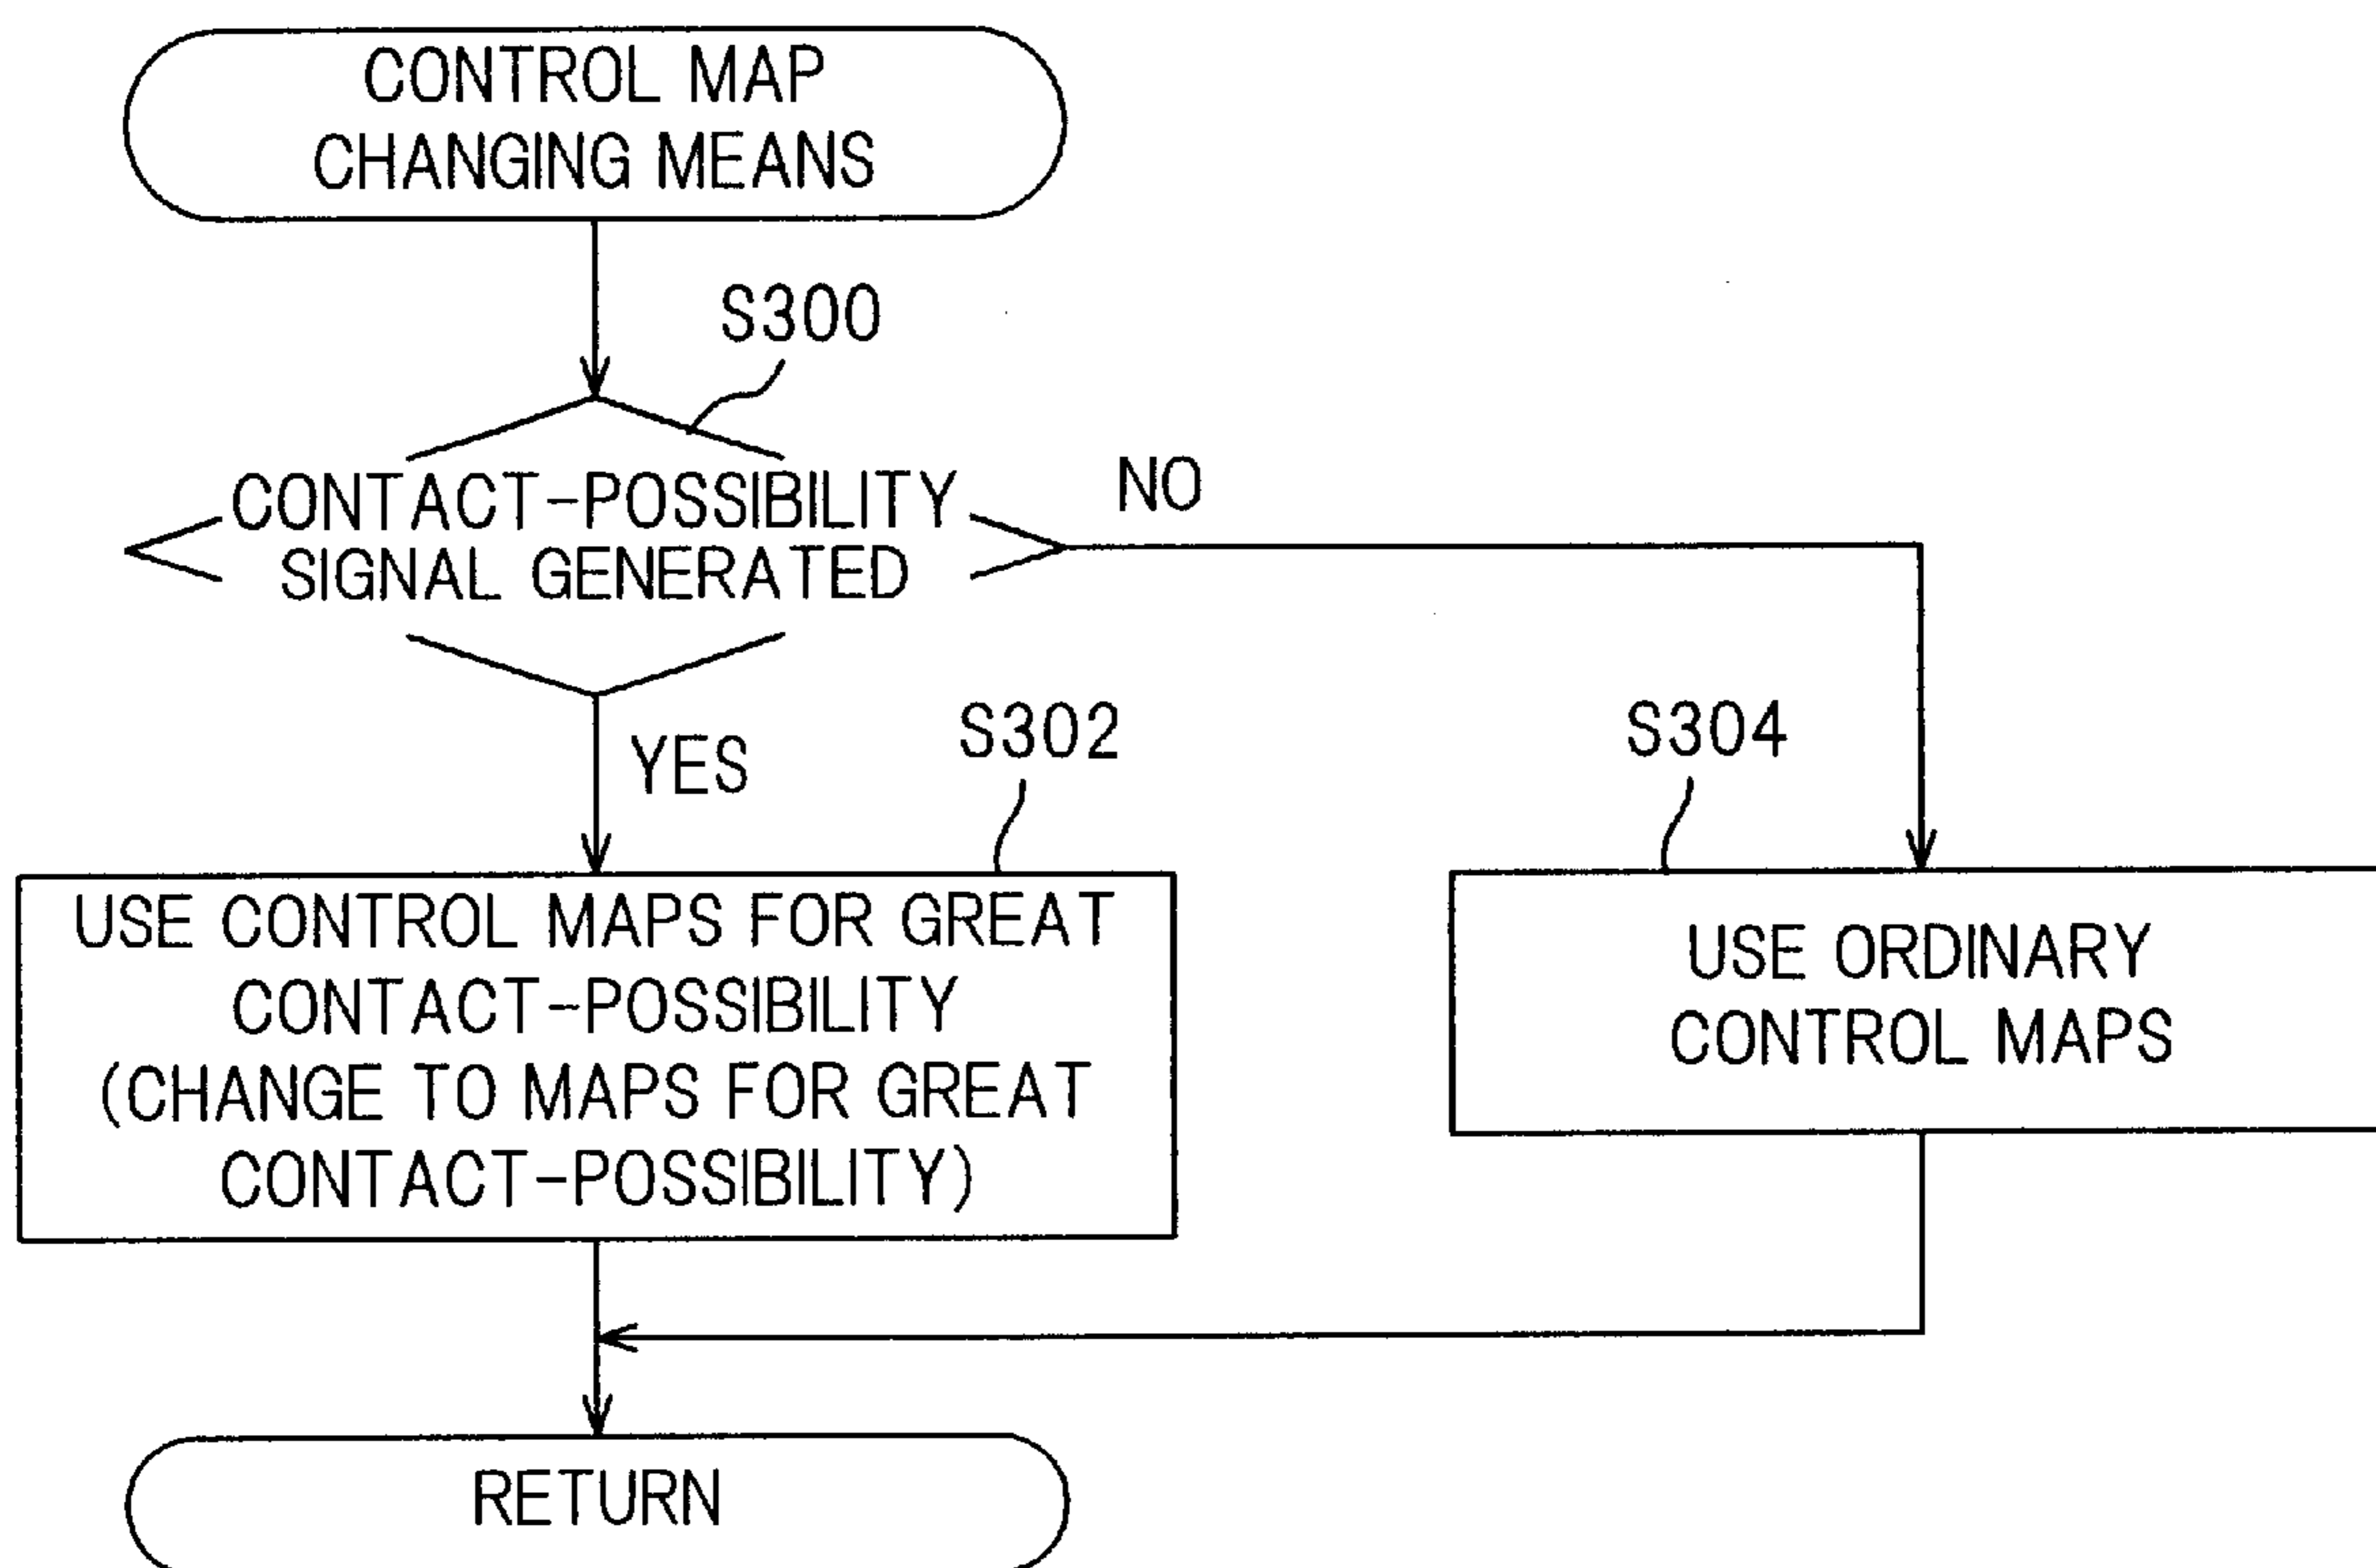 CONTROL MAP
CHANGING MEANS
S300
CONTACT-POSSIBILITY
SIGNAL GENERATED
NO
YES
S302
S304
USE CONTROL MAPS FOR GREAT
CONTACT-POSSIBILITY
(CHANGE TO MAPS FOR GREAT
CONTACT-POSSIBILITY)
USE ORDINARY
CONTROL MAPS
RETURN